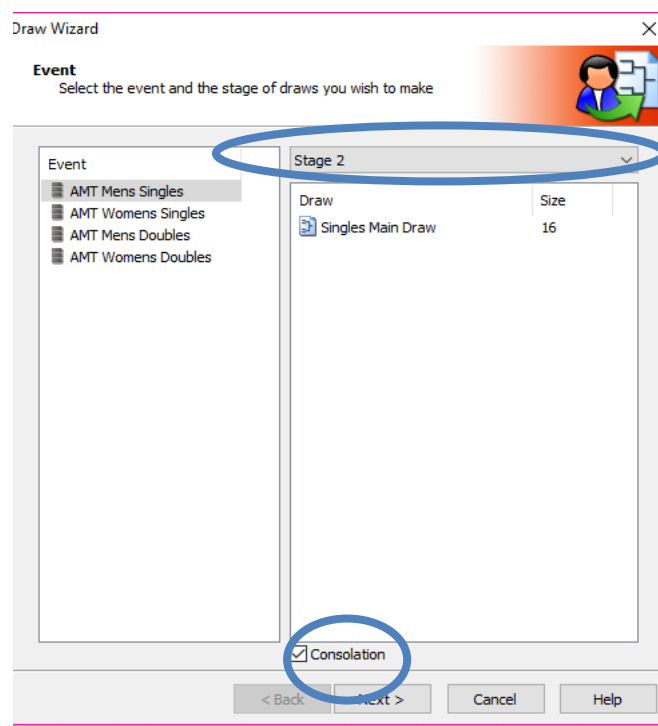 Draw Wizard
Event
Select the event and the stage of draws you wish to make
Event
AMT Mens Singles
AMT Womens Singles
AMT Mens Doubles
AMT Womens Doubles
Stage 2
Draw Size
Singles Main Draw 16
Consolation
< Back Next > Cancel Help